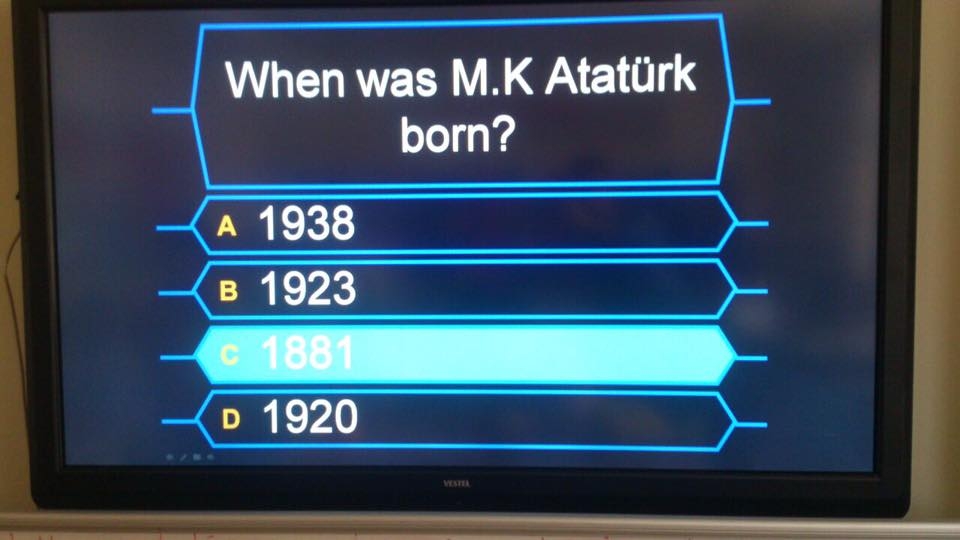 When was M.K Atatürk
born?
A 1938
B 1923
C 1881
D 1920
VESTEL